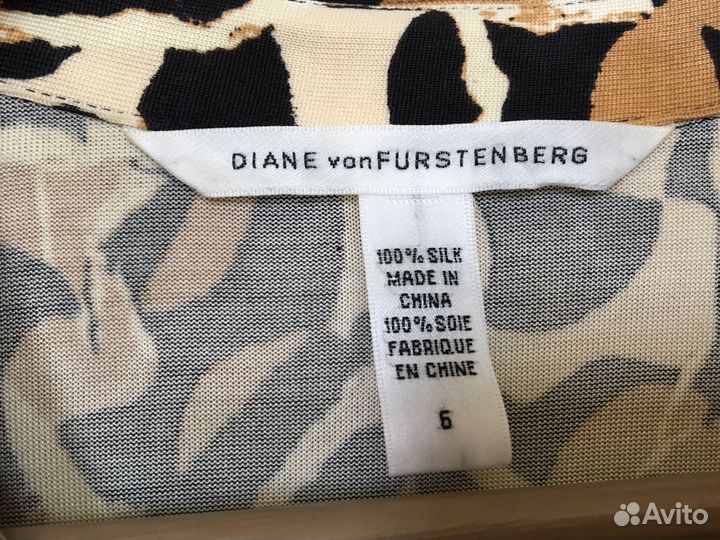 DIANE vonFURSTENBERG
100% SILK
MADE IN
CHINA
100% SOIE
FABRIQUE
EN CHINE
6
Avito